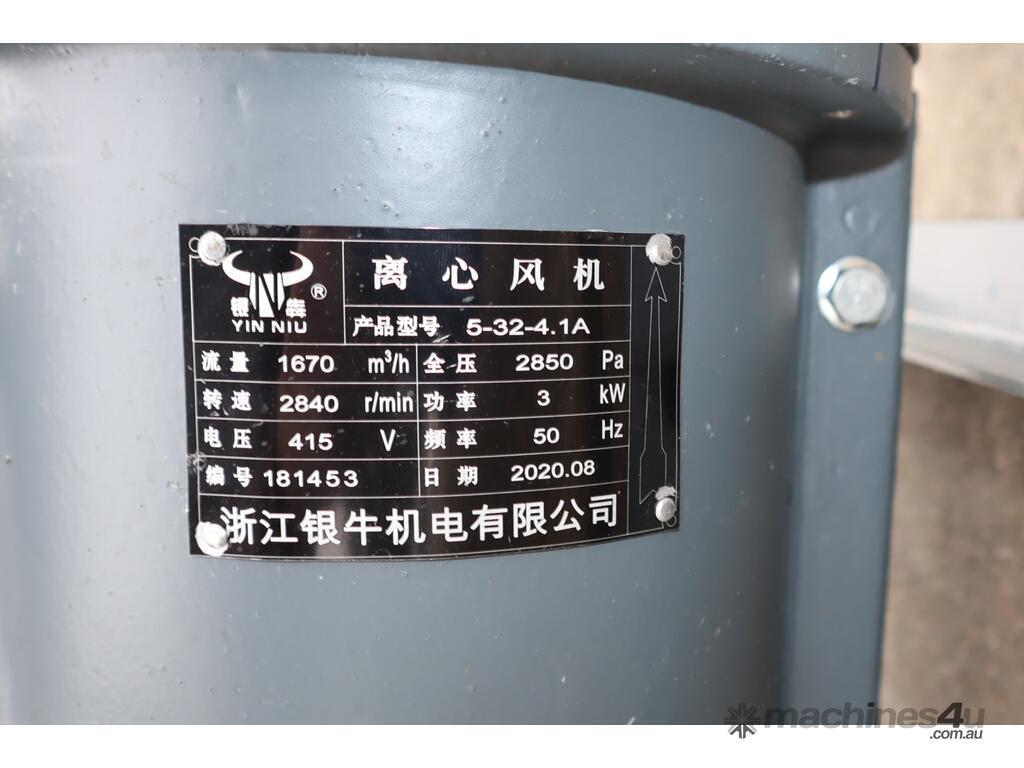 离心风机
银犇®
YIN NIU
产品型号 5-32-4.1A
流量 1670 m³/h 全压 2850 Pa
转速 2840 r/min 功率 3 kW
电压 415 V 频率 50 Hz
编号 181453 日期 2020.08
浙江银牛机电有限公司
machines4u
.com.au